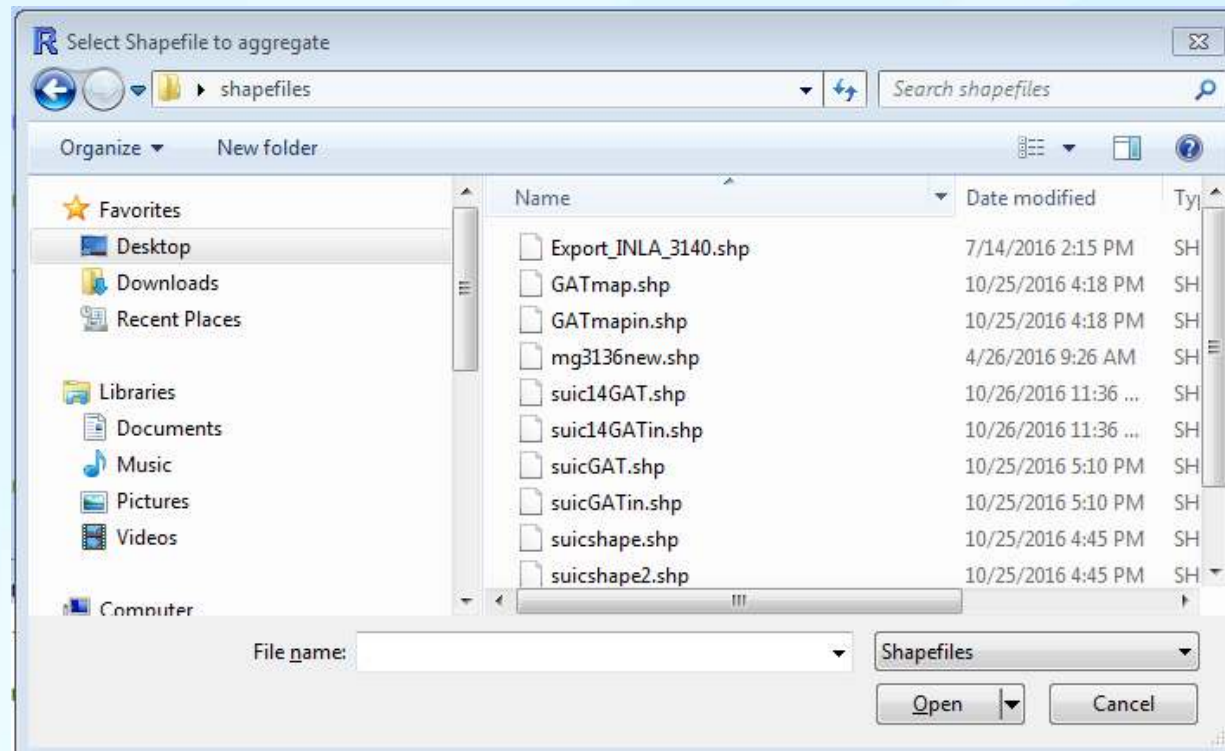 Select Shapefile to aggregate
shapefiles
Search shapefiles
Organize
New folder
Favorites
Desktop
Downloads
Recent Places
Libraries
Documents
Music
Pictures
Videos
Computer
Name Date modified Ty
Export_INLA_3140.shp 7/14/2016 2:15 PM SH
GATmap.shp 10/25/2016 4:18 PM SH
GATmapin.shp 10/25/2016 4:18 PM SH
mg3136new.shp 4/26/2016 9:26 AM SH
suic14GAT.shp 10/26/2016 11:36 ... SH
suic14GATin.shp 10/26/2016 11:36 ... SH
suicGAT.shp 10/25/2016 5:10 PM SH
suicGATin.shp 10/25/2016 5:10 PM SH
suicshape.shp 10/25/2016 4:45 PM SH
suicshape2.shp 10/25/2016 4:45 PM SH
File name:
Shapefiles
Open
Cancel